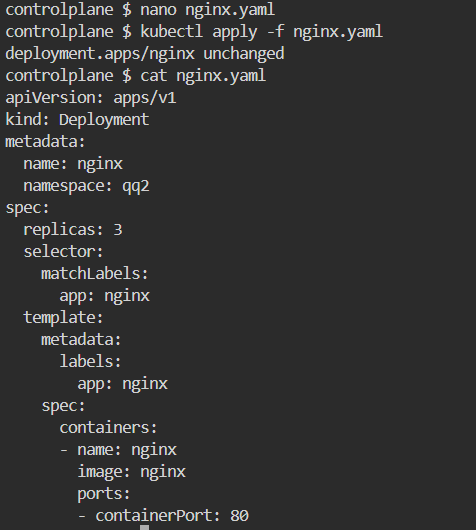 controlplane $ nano nginx.yaml
controlplane $ kubectl apply -f nginx.yaml
deployment.apps/nginx unchanged
controlplane $ cat nginx.yaml
apiVersion: apps/v1
kind: Deployment
metadata:
  name: nginx
  namespace: qq2
spec:
  replicas: 3
  selector:
    matchLabels:
      app: nginx
  template:
    metadata:
      labels:
        app: nginx
    spec:
      containers:
      - name: nginx
        image: nginx
        ports:
        - containerPort: 80